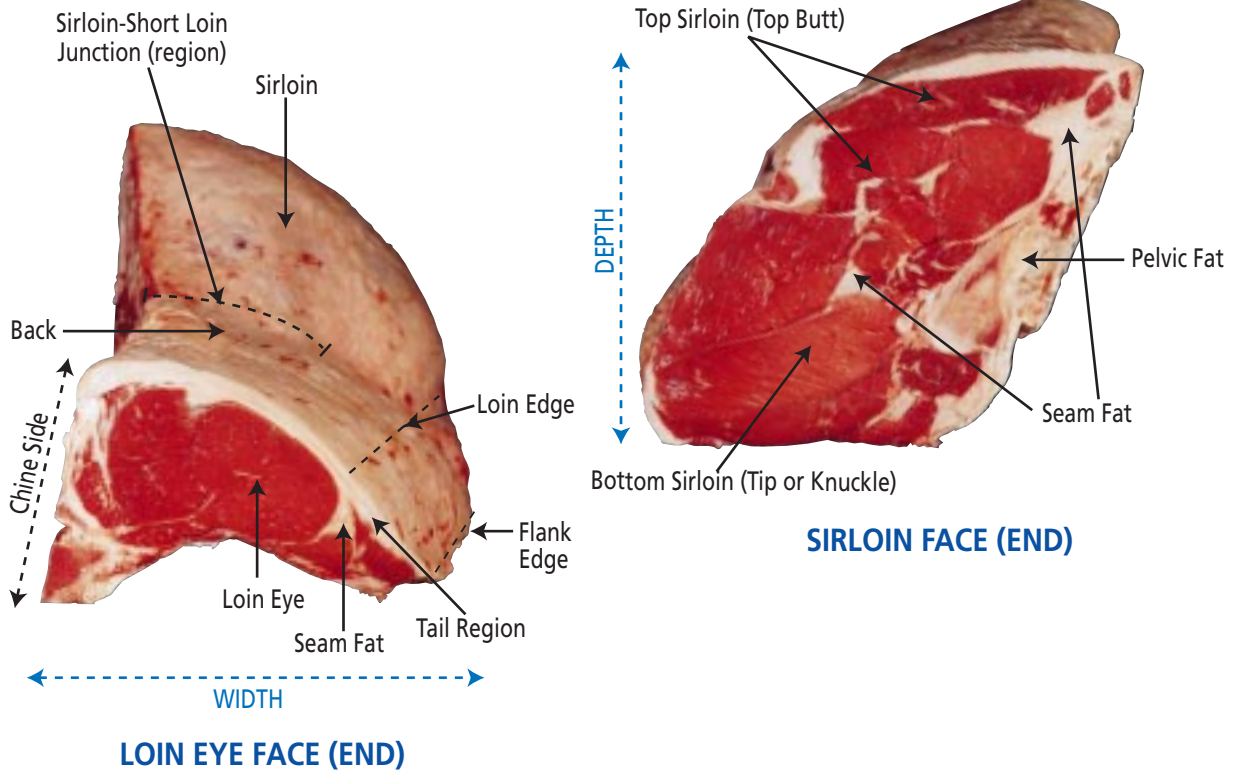 Sirloin-Short Loin
Junction (region)
Sirloin
Back
Chine Side
Loin Edge
Flank
Edge
Loin Eye
Seam Fat
Tail Region
WIDTH
LOIN EYE FACE (END)
Top Sirloin (Top Butt)
DEPTH
Pelvic Fat
Seam Fat
Bottom Sirloin (Tip or Knuckle)
SIRLOIN FACE (END)